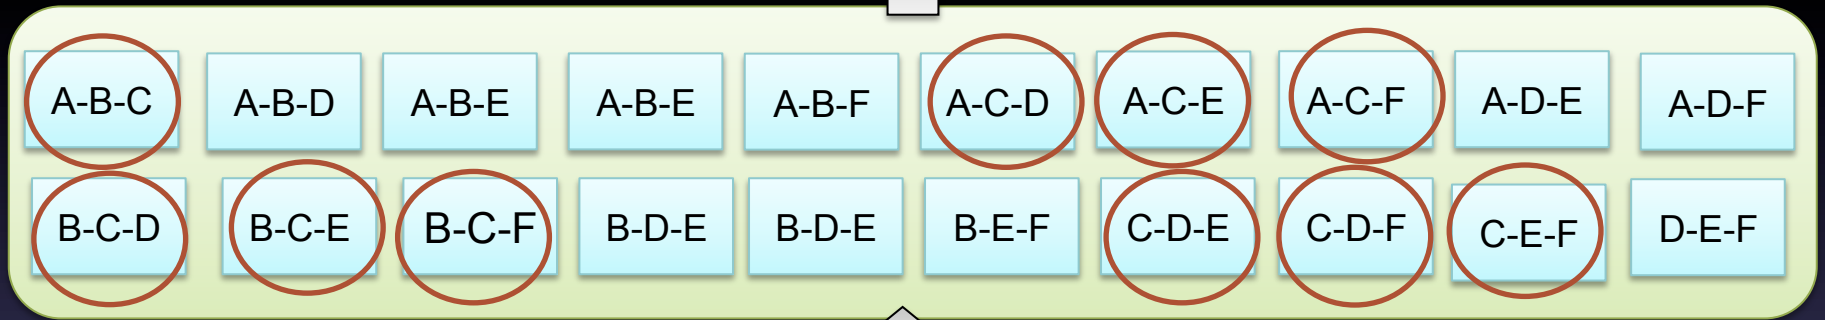 A-B-C A-B-D A-B-E A-B-E A-B-F A-C-D A-C-E A-C-F A-D-E A-D-F
B-C-D B-C-E B-C-F B-D-E B-D-E B-E-F C-D-E C-D-F C-E-F D-E-F